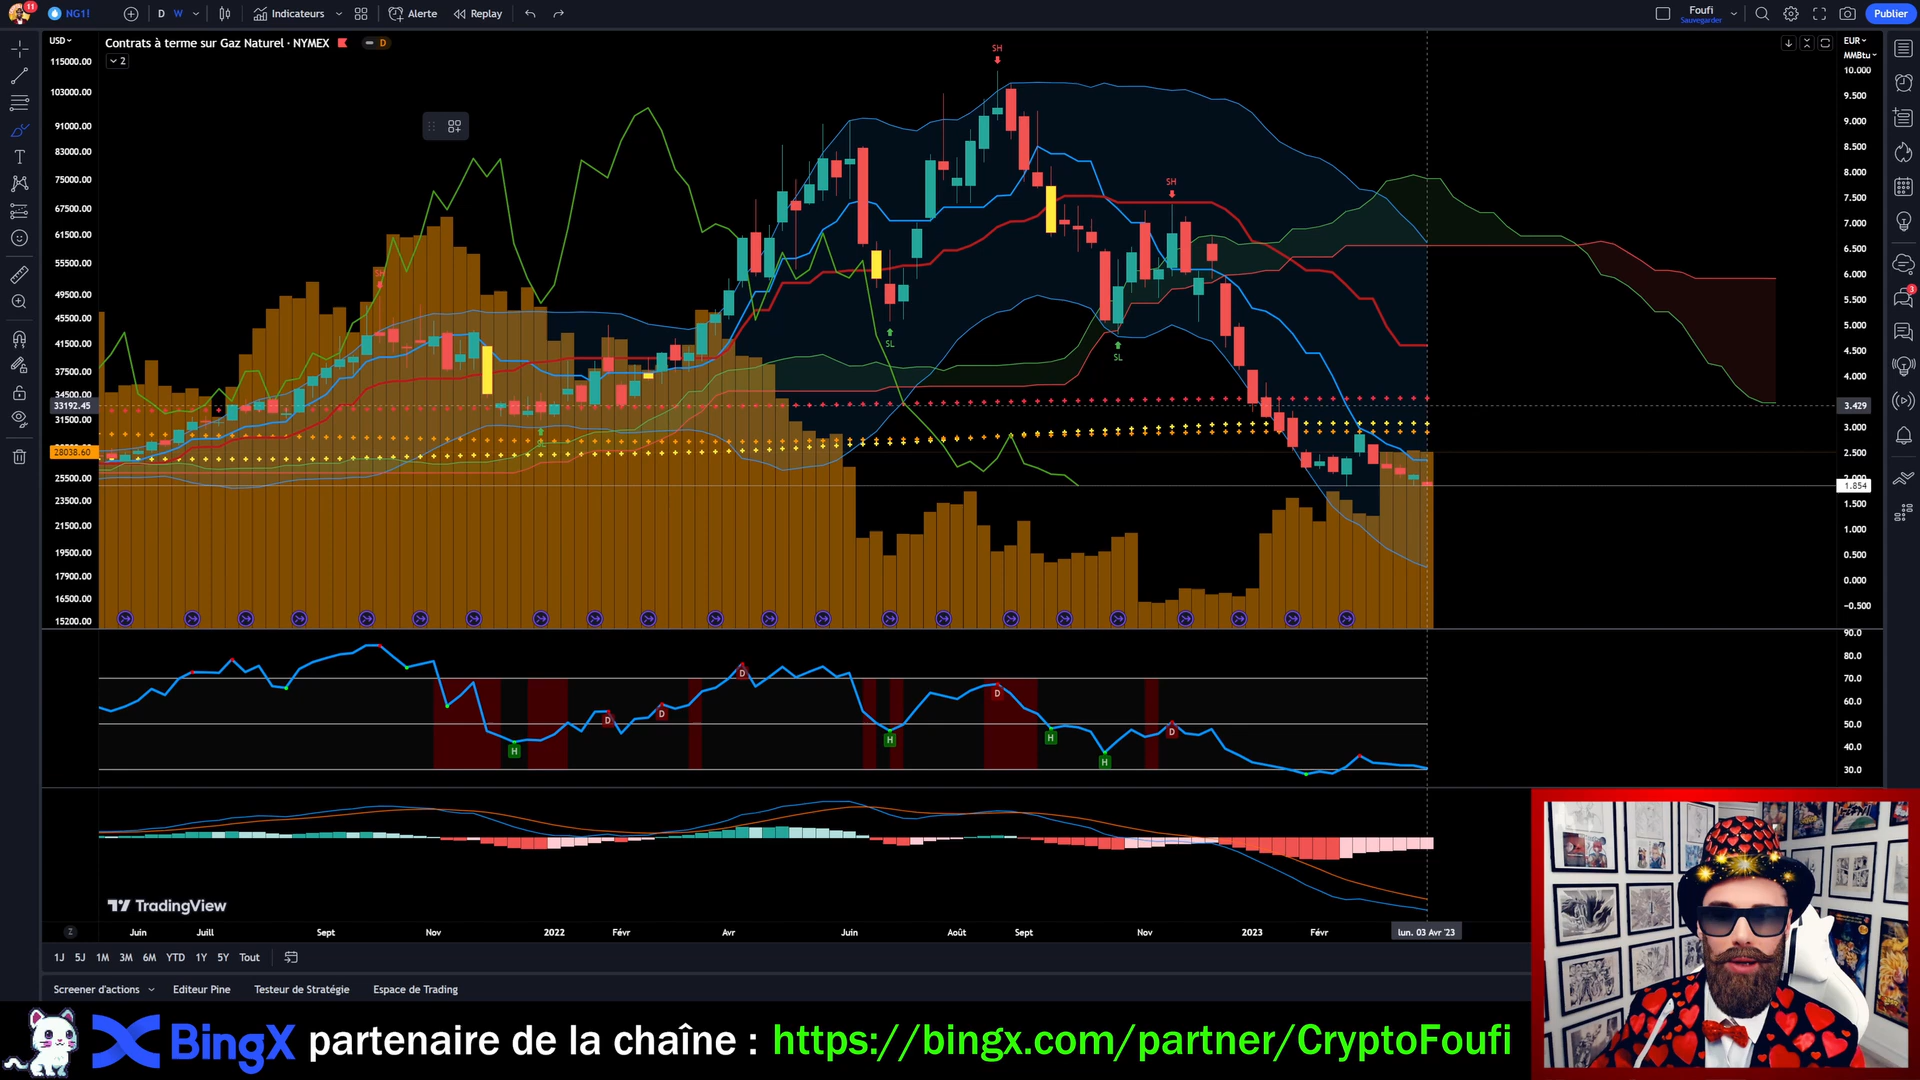 11
NG1!
D
W
Indicateurs
Alerte
Replay
Foufi
Sauvegarder
Publier
USD
Contrats à terme sur Gaz Naturel · NYMEX
D
2
EUR
MMBtu
115000.00
103000.00
91000.00
83000.00
75000.00
67500.00
61500.00
55500.00
49500.00
45500.00
41500.00
37500.00
34500.00
33192.45
31500.00
28038.60
25500.00
23500.00
21500.00
19500.00
17900.00
16500.00
15200.00
SH
SH
SH
SL
SL
10.000
9.500
9.000
8.500
8.000
7.500
7.000
6.500
6.000
5.500
5.000
4.500
4.000
3.429
3.000
2.500
1.854
1.500
1.000
0.500
0.000
−0.500
3
90.0
80.0
70.0
60.0
50.0
40.0
30.0
D
D
D
D
D
H
H
H
H
TradingView
Z
Juin
Juill
Sept
Nov
2022
Févr
Avr
Juin
Août
Sept
Nov
2023
Févr
lun. 03 Avr '23
1J
5J
1M
3M
6M
YTD
1Y
5Y
Tout
Screener d'actions
Editeur Pine
Testeur de Stratégie
Espace de Trading
BingX partenaire de la chaîne : https://bingx.com/partner/CryptoFoufi